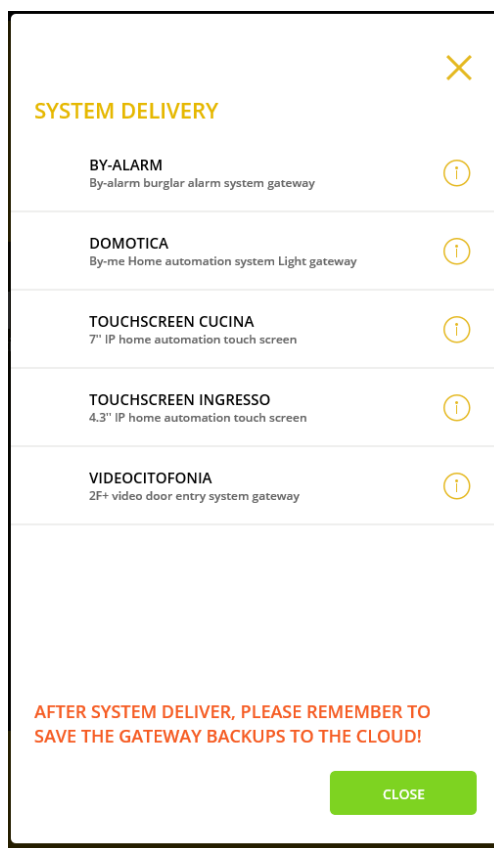 SYSTEM DELIVERY
BY-ALARM
By-alarm burglar alarm system gateway
DOMOTICA
By-me Home automation system Light gateway
TOUCHSCREEN CUCINA
7'' IP home automation touch screen
TOUCHSCREEN INGRESSO
4.3'' IP home automation touch screen
VIDEOCITOFONIA
2F+ video door entry system gateway
AFTER SYSTEM DELIVER, PLEASE REMEMBER TO
SAVE THE GATEWAY BACKUPS TO THE CLOUD!
CLOSE